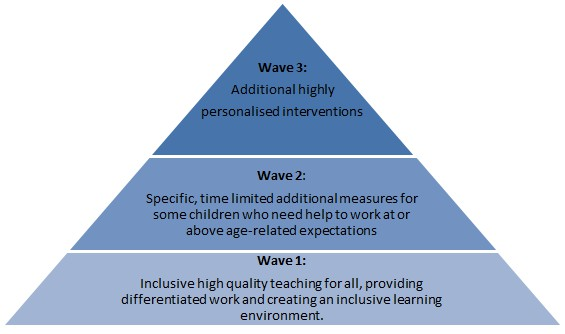 Wave 3:
Additional highly
personalised interventions
Wave 2:
Specific, time limited additional measures for
some children who need help to work at or
above age-related expectations
Wave 1:
Inclusive high quality teaching for all, providing
differentiated work and creating an inclusive learning
environment.